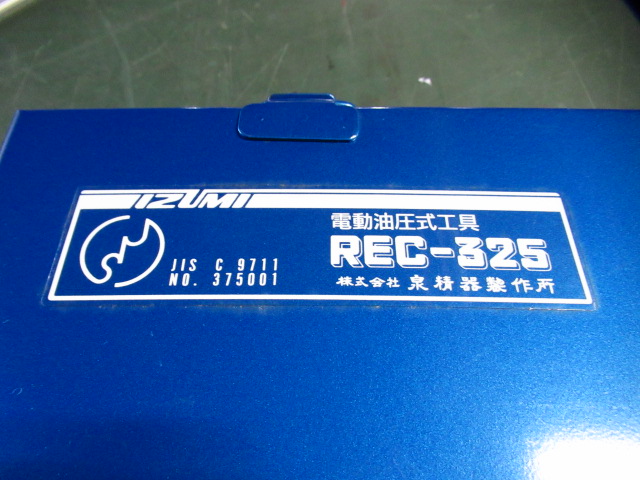 IZUMI
電動油圧式工具
REC-325
JIS C 9711
NO. 375001
株式会社 泉精器製作所